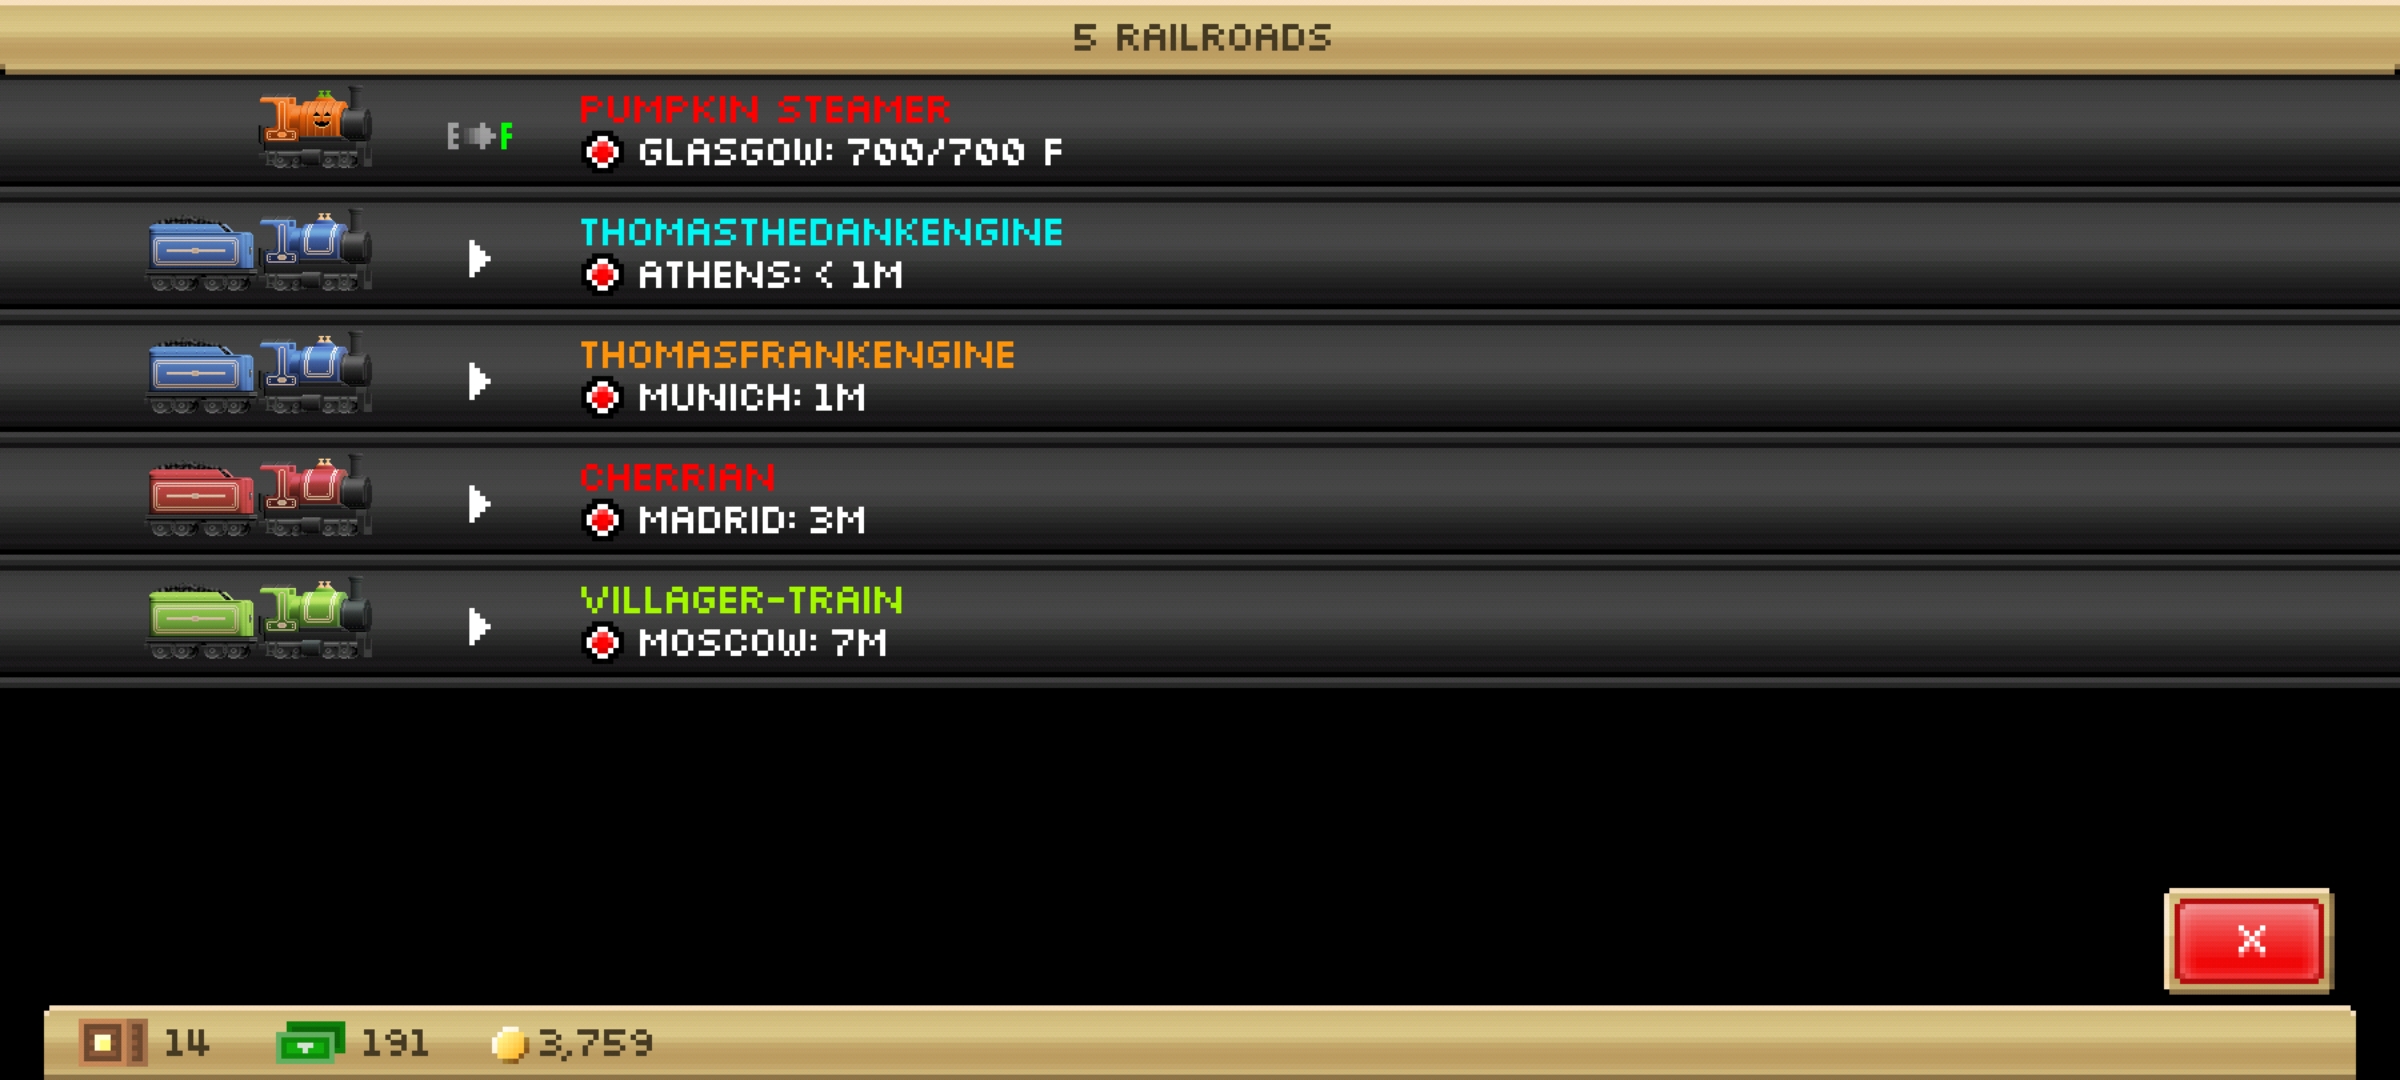 5 RAILROADS
E F
PUMPKIN STEAMER
GLASGOW: 700/700 F
THOMASTHEDANKENGINE
ATHENS: < 1M
THOMASFRANKENGINE
MUNICH: 1M
CHERRIAN
MADRID: 3M
VILLAGER-TRAIN
MOSCOW: 7M
X
14 191 3,759